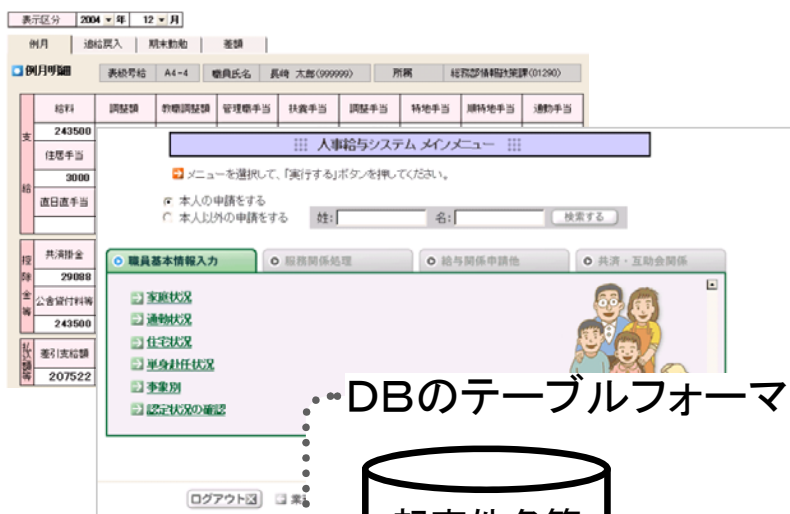 表示区分 2004 年 12 月
例月 追給戻入 期末勤勉 差額
例月明細 表級号給 A4-4 職員氏名 長崎 太郎(999999) 所属 総務部情報政策課(01290)
給料 調整額 教職調整額 管理職手当 扶養手当 調整手当 特地手当 準特地手当 通勤手当
支 243500
住居手当
3000
給
直日直手当
人事給与システム メインメニュー
メニューを選択して、「実行する」ボタンを押してください。
本人の申請をする
本人以外の申請をする 姓: 名: 検索する
控 共済掛金
除 29088
金 公舎貸付料等
等 243500
差引支給額
額
等 207522
職員基本情報入力 服務関係処理 給与関係申請他 共済・互助会関係
家庭状況
通勤状況
住宅状況
単身赴任状況
事象別
認定状況の確認
ログアウト 業
DBのテーブルフォーマ